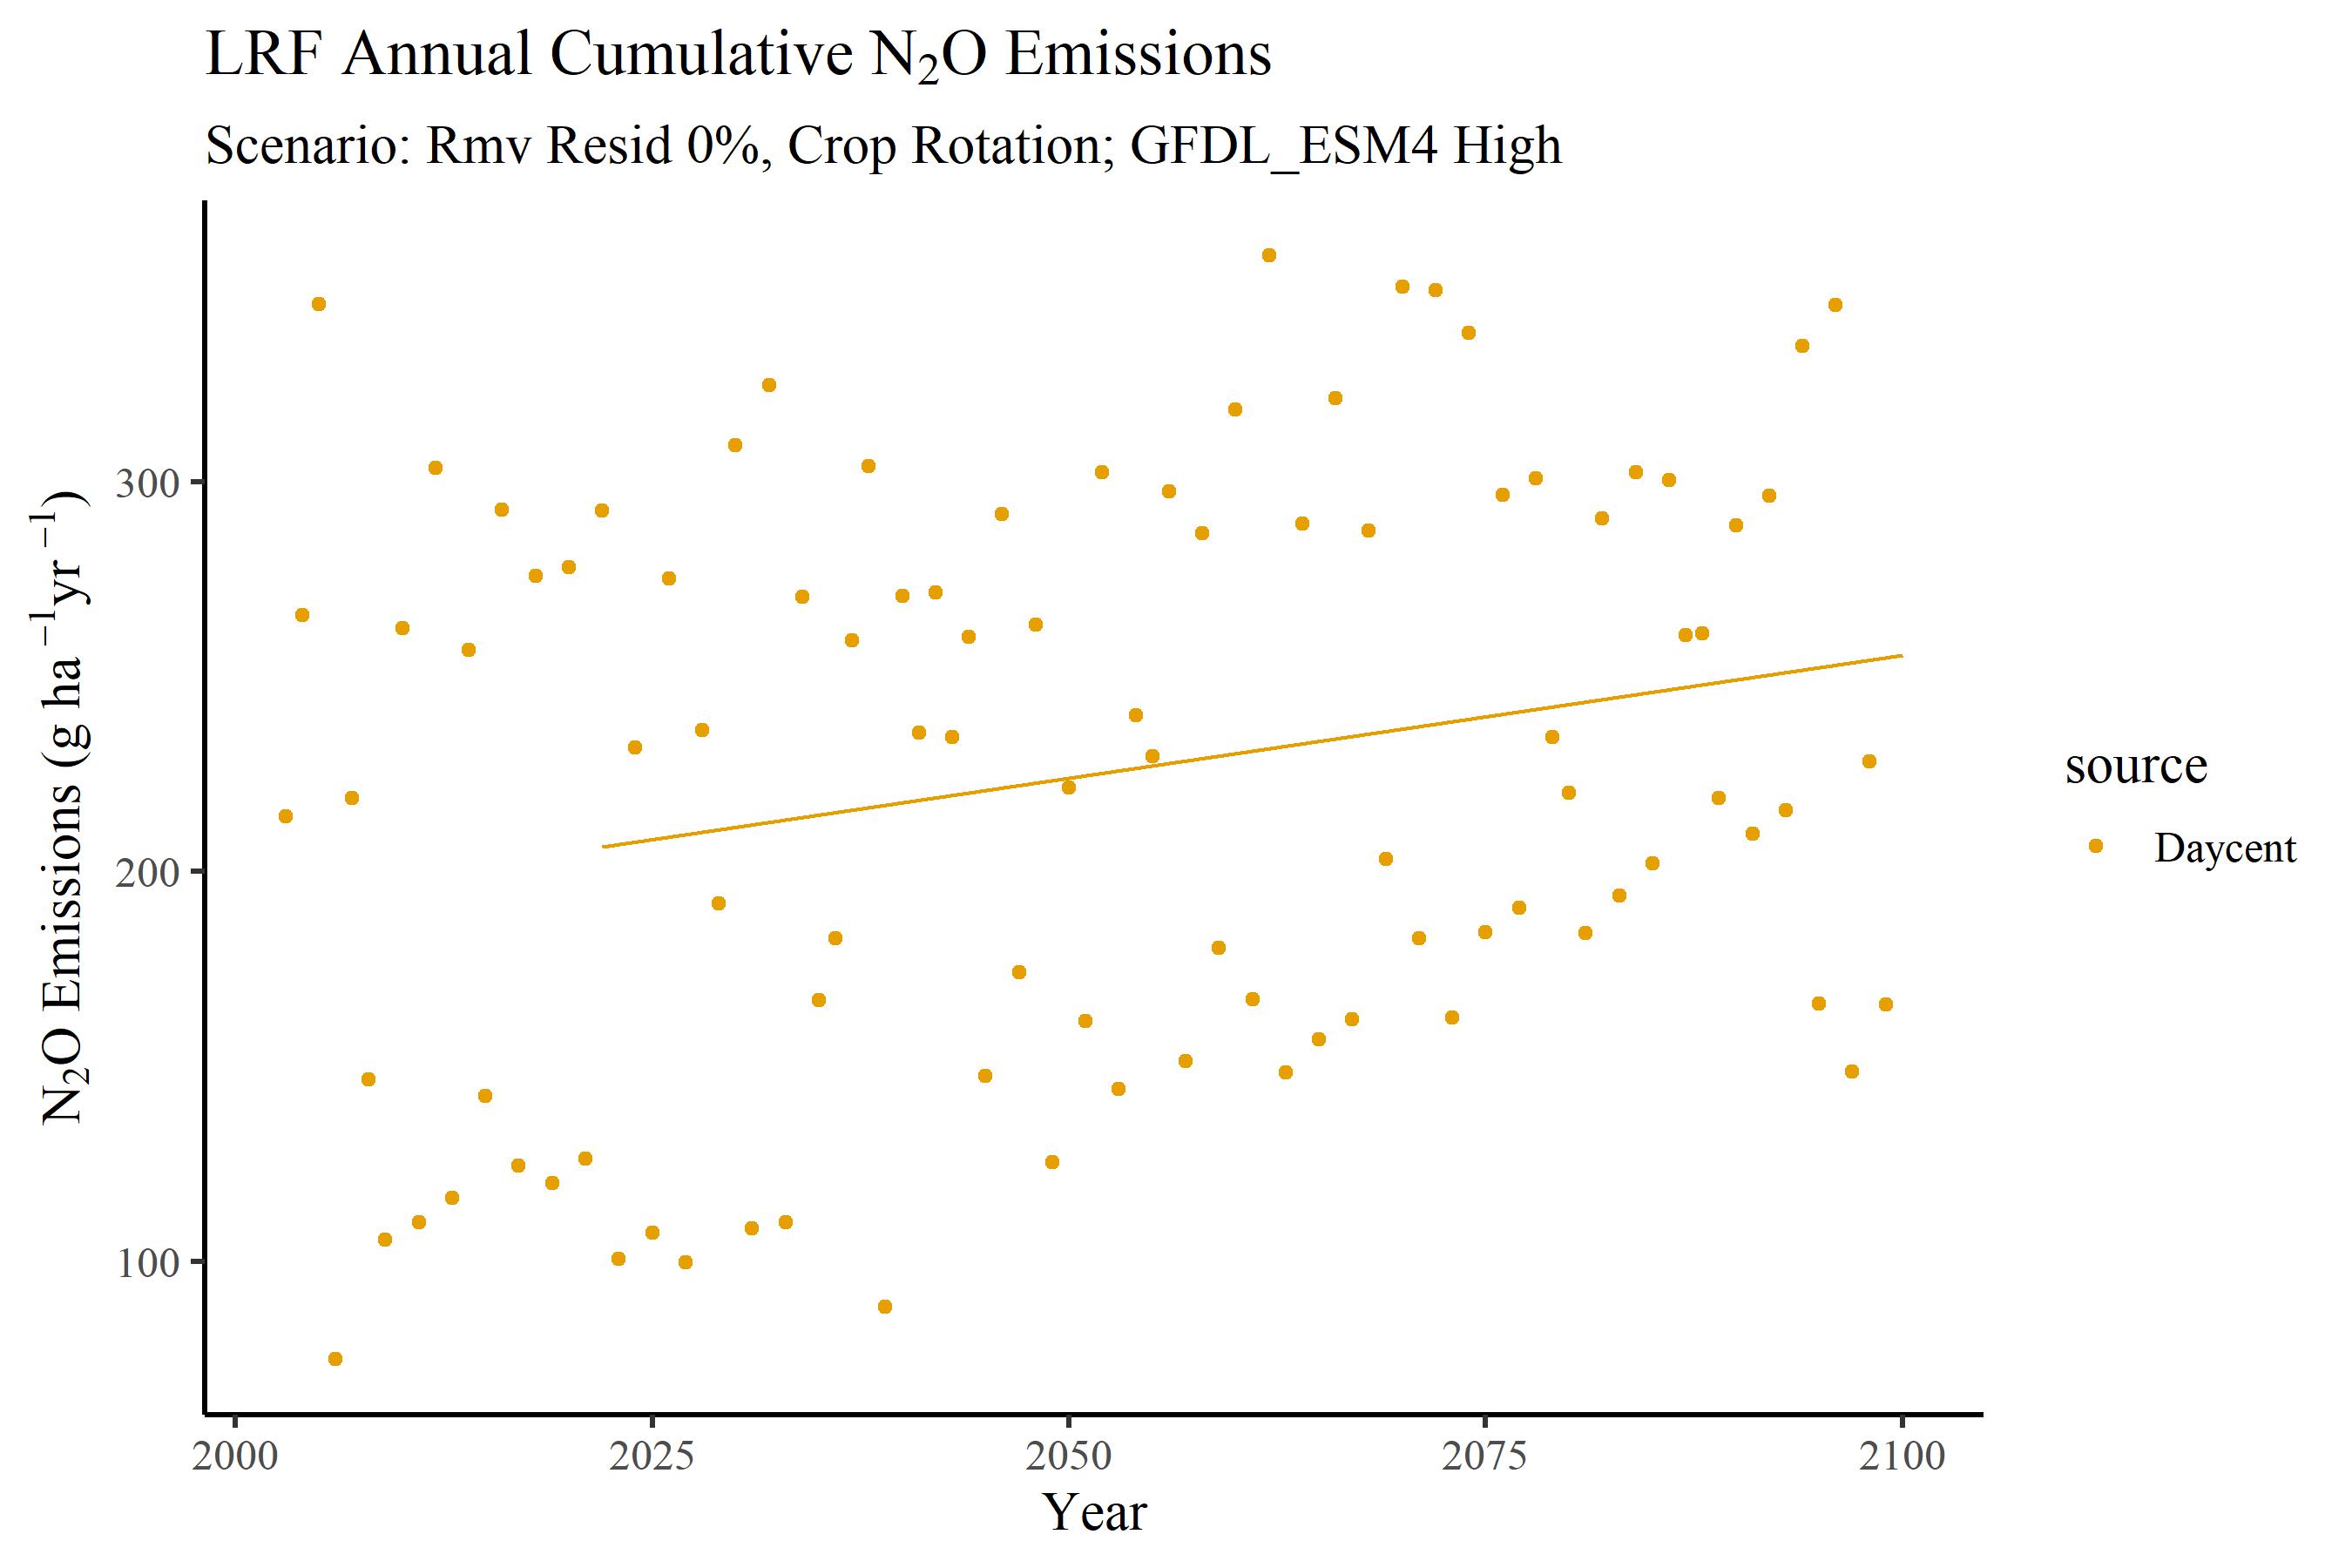 LRF Annual Cumulative N₂O Emissions
Scenario: Rmv Resid 0%, Crop Rotation; GFDL_ESM4 High
N₂O Emissions (g ha ⁻¹yr ⁻¹)
300
200
100
2000 2025 2050 2075 2100
Year
source
Daycent